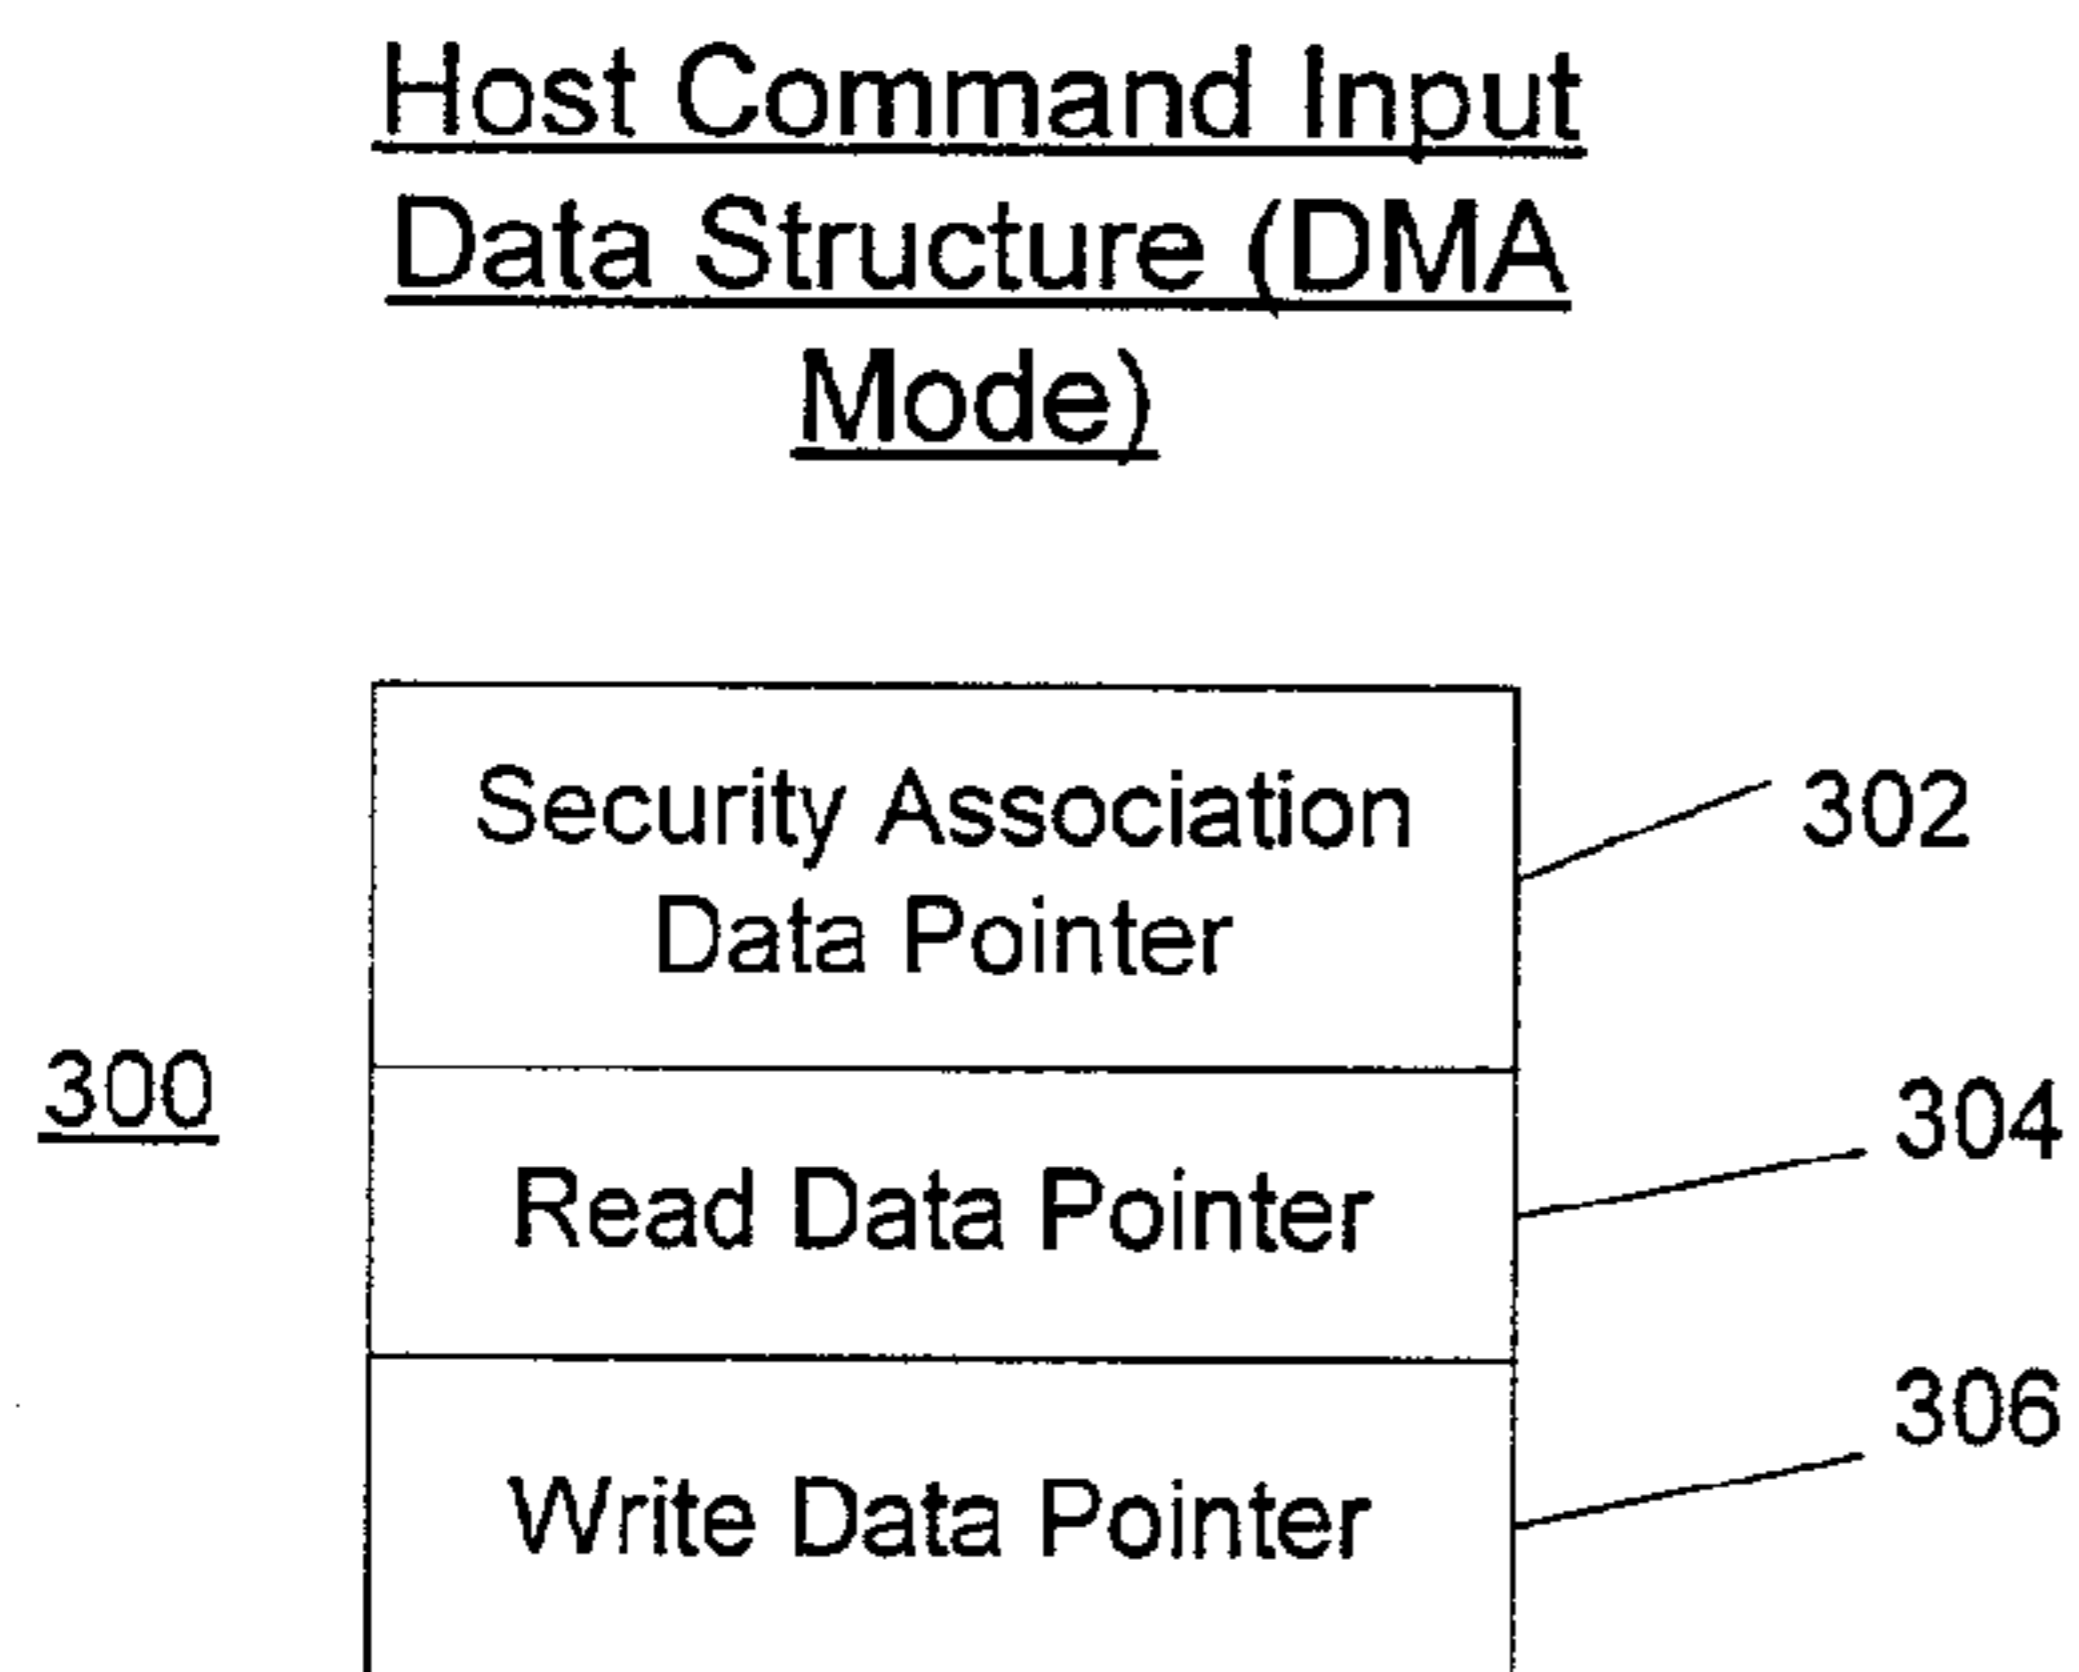 Host Command Input
Data Structure (DMA
Mode)
Security Association
Data Pointer
302
300
Read Data Pointer
304
Write Data Pointer
306